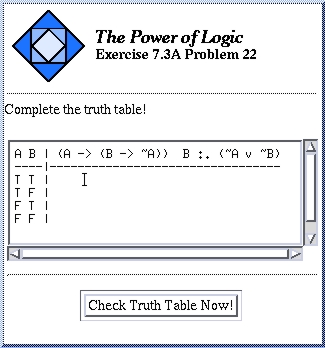 The Power of Logic
Exercise 7.3A Problem 22
Complete the truth table!
A B | (A -> (B -> ~A))  B :. (~A v ~B)
----|-------------------------------
T T |
T F |
F T |
F F |
Check Truth Table Now!